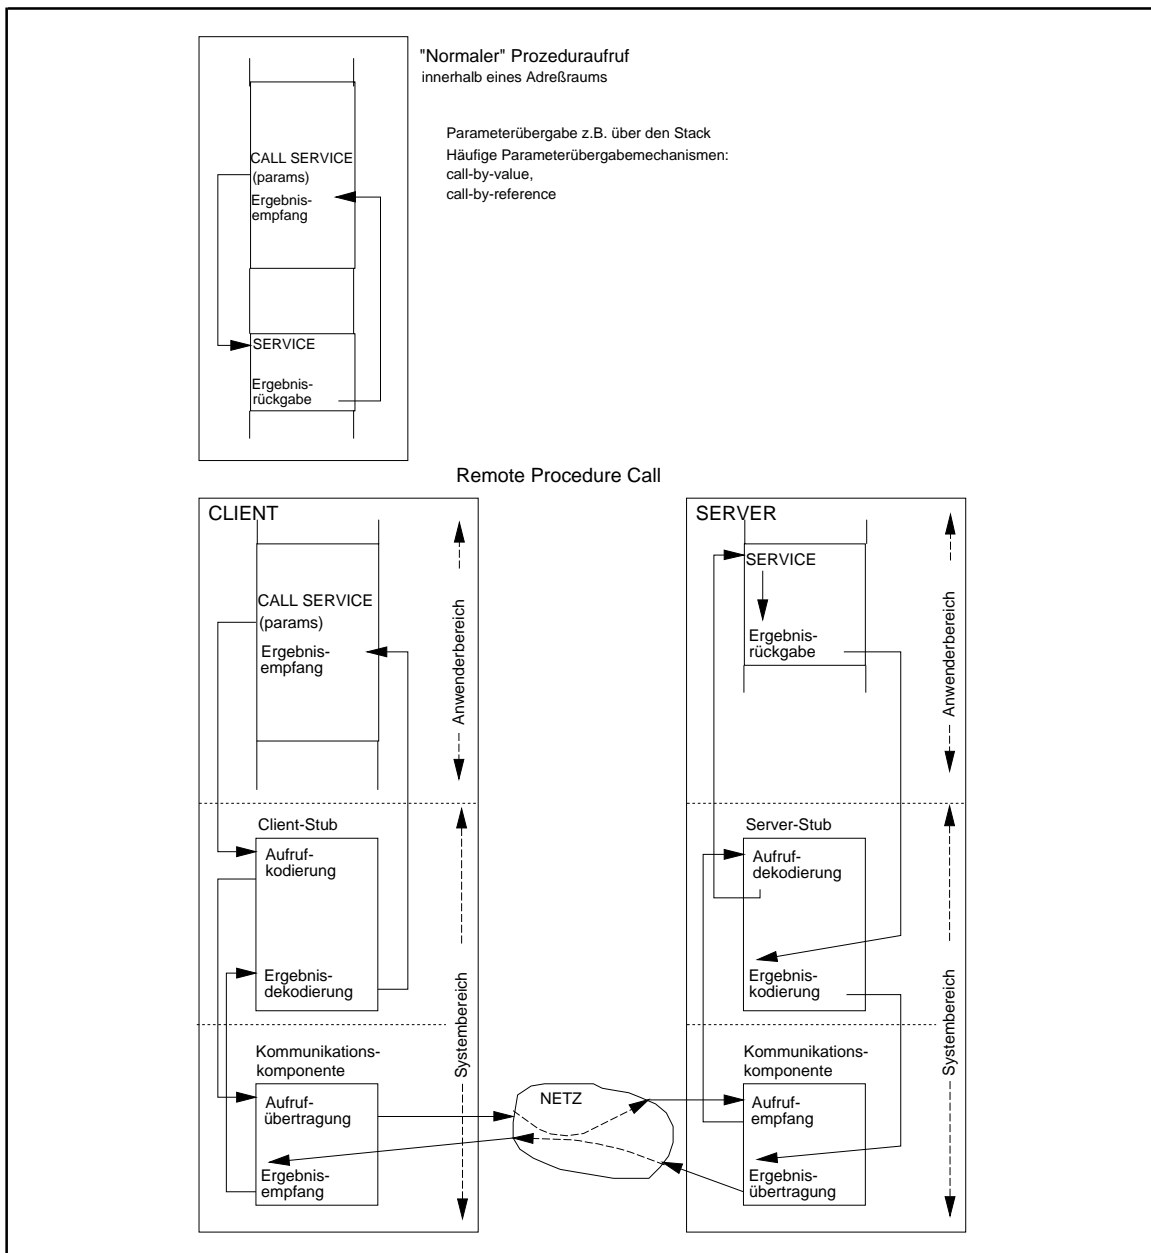 "Normaler" Prozeduraufruf
innerhalb eines Adreßraums
Parameterübergabe z.B. über den Stack
Häufige Parameterübergabemechanismen:
call-by-value,
call-by-reference
CALL SERVICE
(params)
Ergebnis-
empfang
SERVICE
Ergebnis-
rückgabe
Remote Procedure Call
CLIENT
CALL SERVICE
(params)
Ergebnis-
empfang
Anwenderbereich
Client-Stub
Aufruf-
kodierung
Ergebnis-
dekodierung
Systembereich
Kommunikations-
komponente
Aufruf-
übertragung
Ergebnis-
empfang
NETZ
SERVER
SERVICE
Ergebnis-
rückgabe
Anwenderbereich
Server-Stub
Aufruf-
dekodierung
Ergebnis-
kodierung
Systembereich
Kommunikations-
komponente
Aufruf-
empfang
Ergebnis-
übertragung